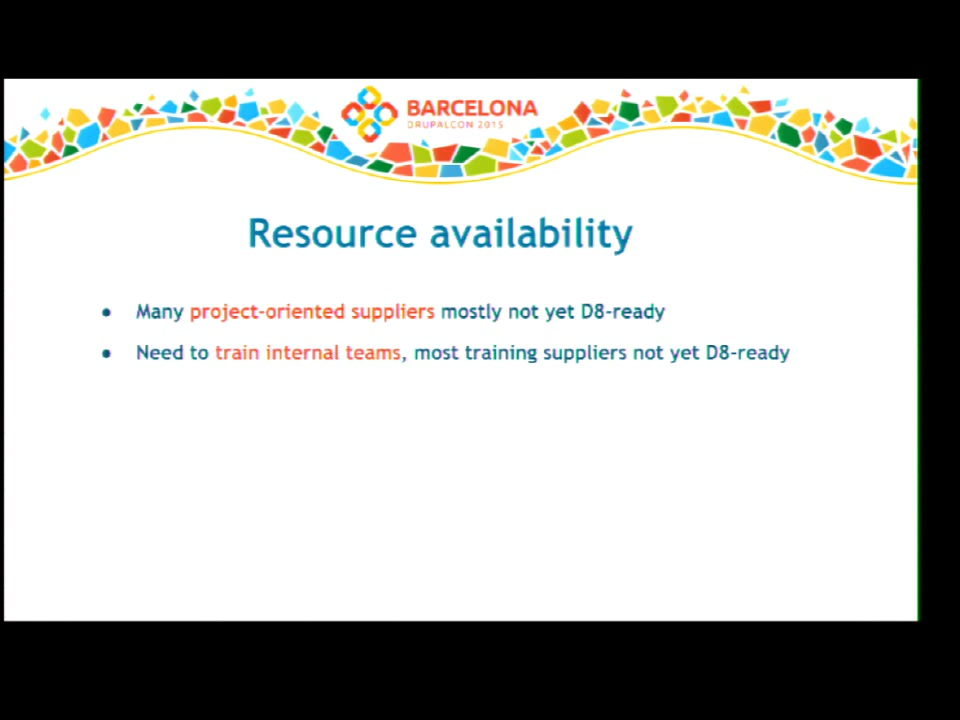 BARCELONA
DRUPALCON 2015
Resource availability
• Many project-oriented suppliers mostly not yet D8-ready
• Need to train internal teams, most training suppliers not yet D8-ready